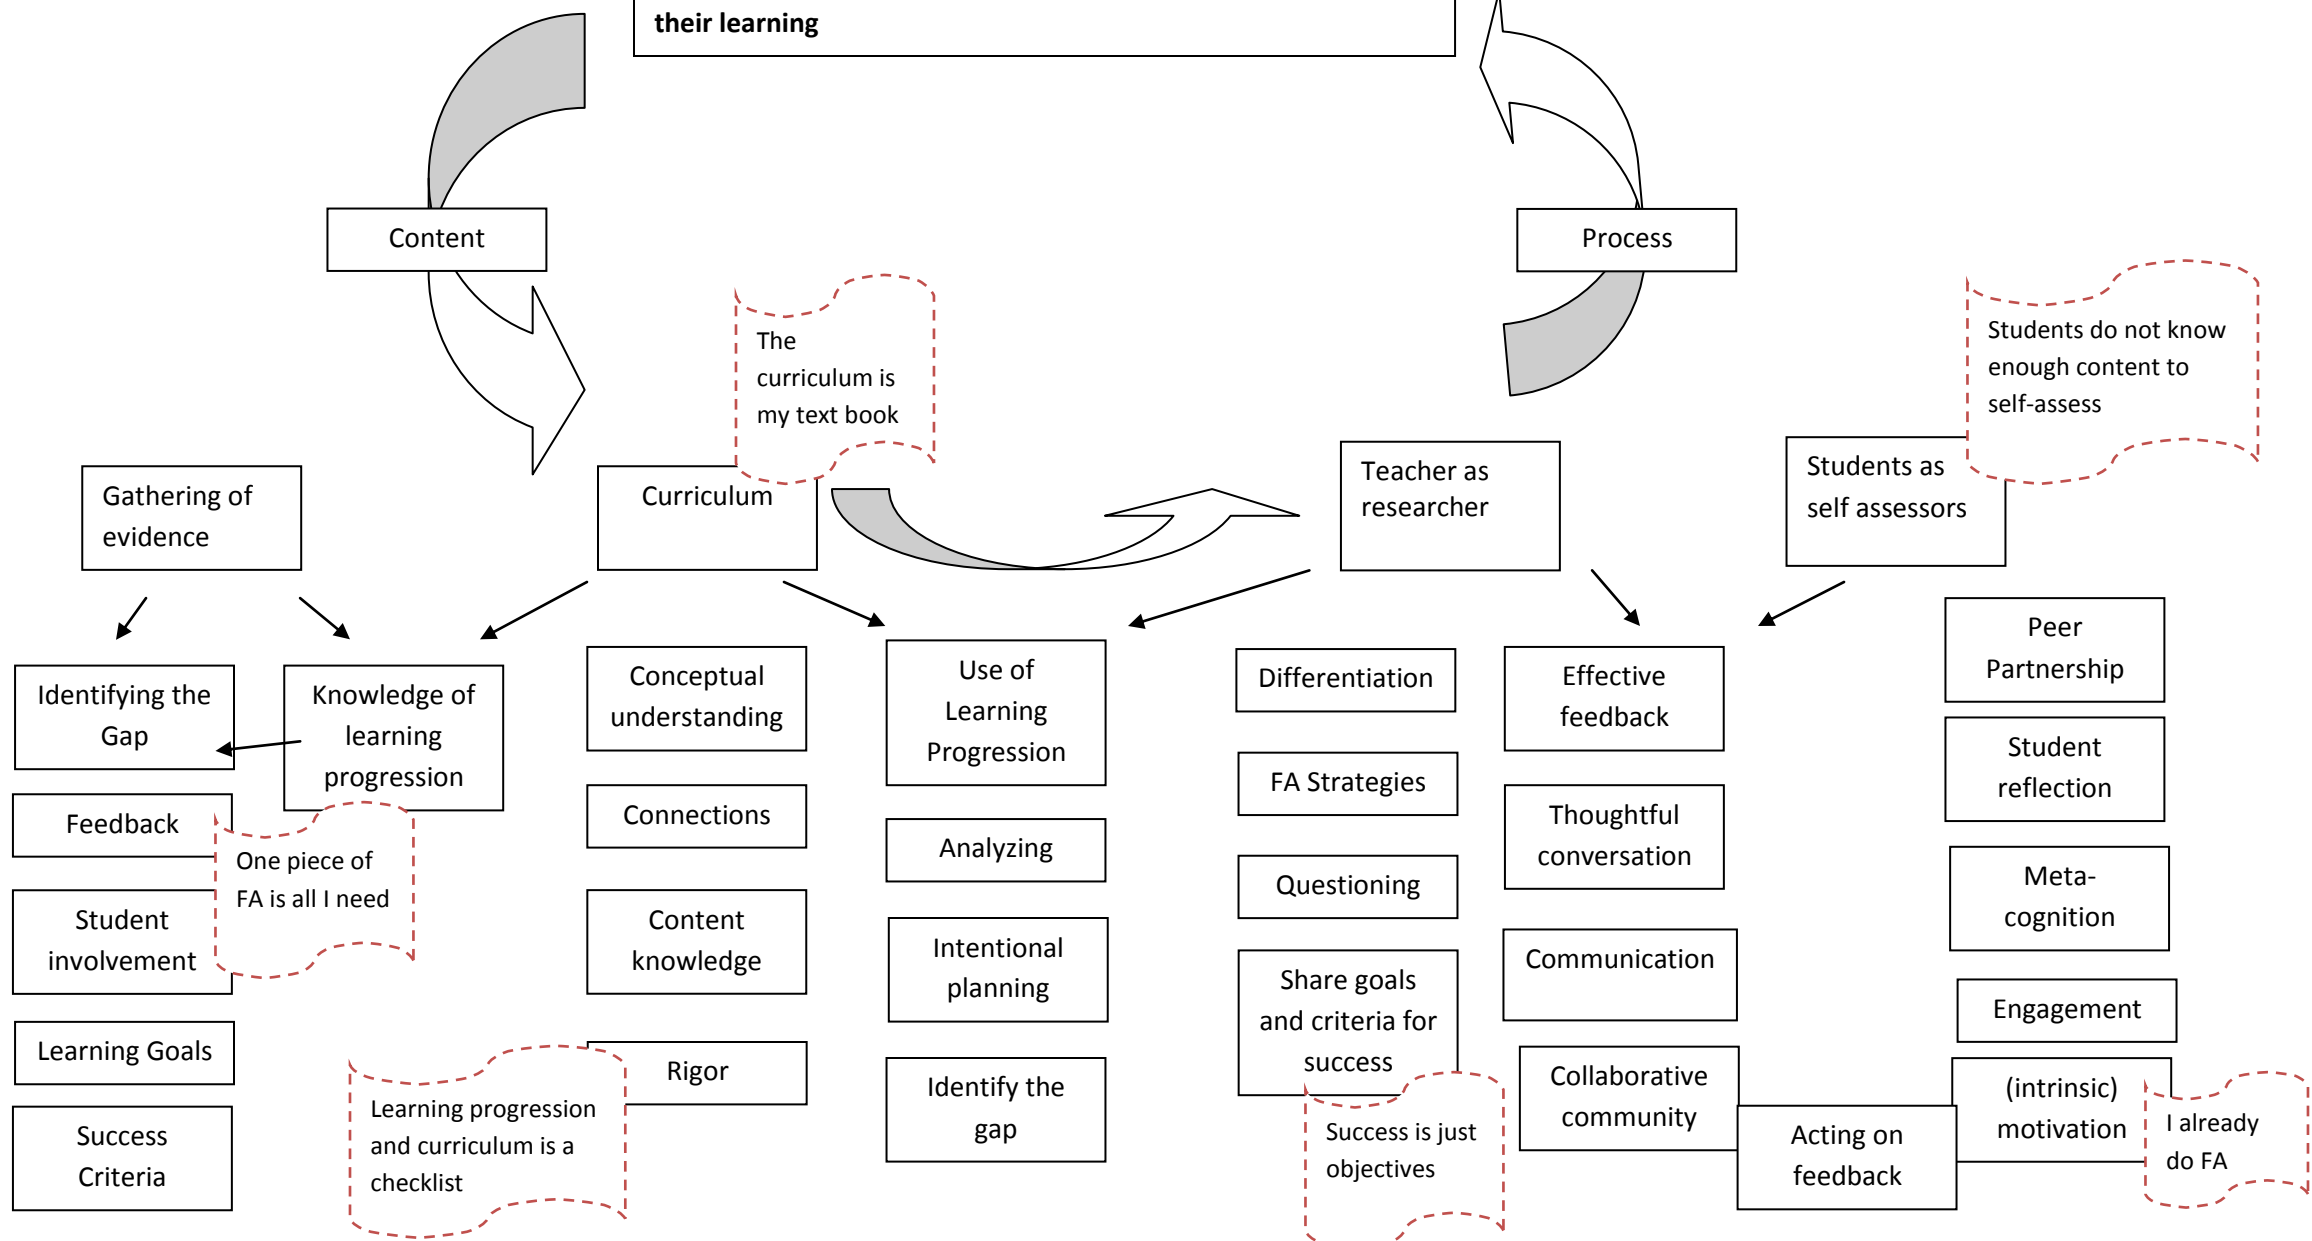 their learning
Content
Process
The
curriculum is
my text book
Students do not know
enough content to
self-assess
Gathering of
evidence
Curriculum
Teacher as
researcher
Students as
self assessors
Identifying the
Gap
Knowledge of
learning
progression
Conceptual
understanding
Use of
Learning
Progression
Differentiation
Effective
feedback
Peer
Partnership
Feedback
One piece of
FA is all I need
Connections
Analyzing
FA Strategies
Thoughtful
conversation
Student
reflection
Student
involvement
Content
knowledge
Intentional
planning
Questioning
Communication
Meta-
cognition
Learning Goals
Rigor
Share goals
and criteria for
success
Engagement
Success
Criteria
Learning progression
and curriculum is a
checklist
Identify the
gap
Success is just
objectives
Collaborative
community
Acting on
feedback
(intrinsic)
motivation
I already
do FA